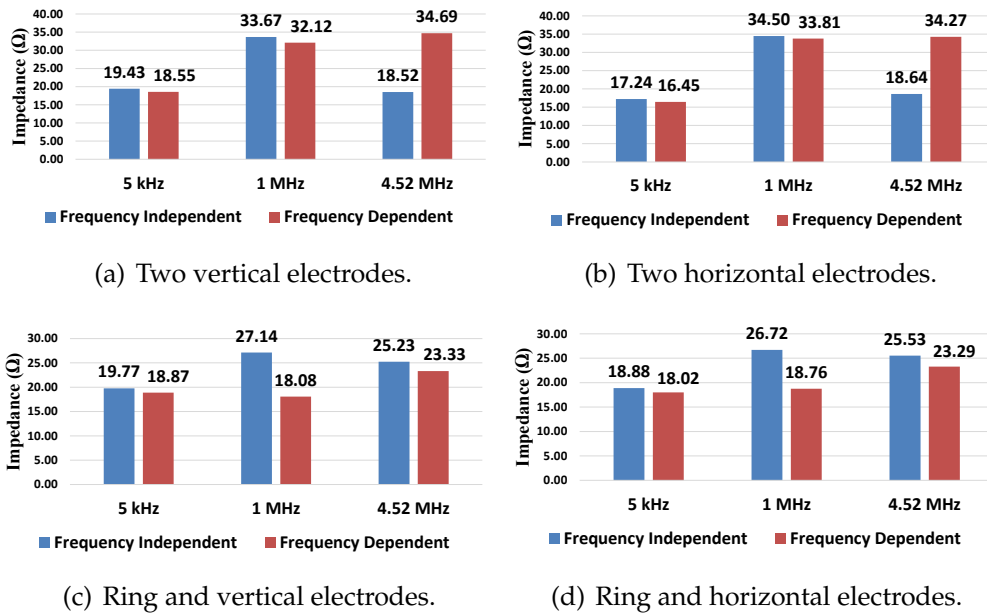 Impedance (Ω)
40.00
35.00
30.00
25.00
20.00
15.00
10.00
5.00
0.00
19.43 18.55
33.67 32.12
18.52 34.69
5 kHz 1 MHz 4.52 MHz
Frequency Independent Frequency Dependent
(a) Two vertical electrodes.
Impedance (Ω)
40.00
35.00
30.00
25.00
20.00
15.00
10.00
5.00
0.00
17.24 16.45
34.50 33.81
18.64 34.27
5 kHz 1 MHz 4.52 MHz
Frequency Independent Frequency Dependent
(b) Two horizontal electrodes.
Impedance (Ω)
30.00
25.00
20.00
15.00
10.00
5.00
0.00
19.77 18.87
27.14 18.08
25.23 23.33
5 kHz 1 MHz 4.52 MHz
Frequency Independent Frequency Dependent
(c) Ring and vertical electrodes.
Impedance (Ω)
30.00
25.00
20.00
15.00
10.00
5.00
0.00
18.88 18.02
26.72 18.76
25.53 23.29
5 kHz 1 MHz 4.52 MHz
Frequency Independent Frequency Dependent
(d) Ring and horizontal electrodes.